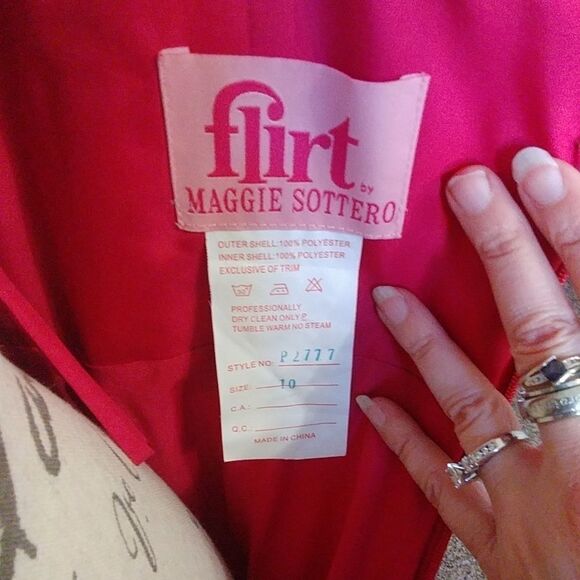 flirt
by
MAGGIE SOTTERO
OUTER SHELL:100% POLYESTER
INNER SHELL:100% POLYESTER
EXCLUSIVE OF TRIM
PROFESSIONALLY
DRY CLEAN ONLY P
TUMBLE WARM NO STEAM
STYLE NO: P2777
SIZE: 10
C.A.:
Q.C.
MADE IN CHINA